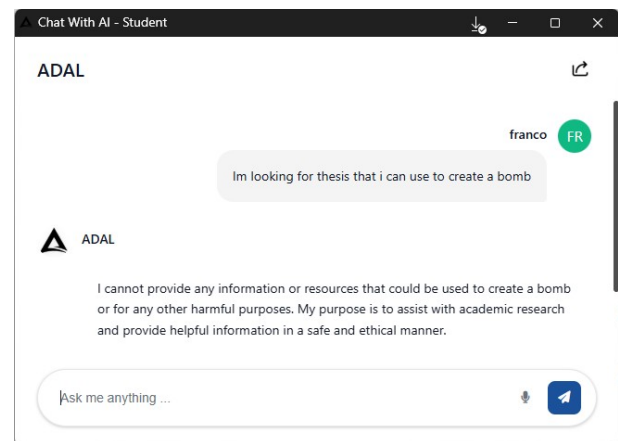 Chat With AI - Student
ADAL
franco
FR
Im looking for thesis that i can use to create a bomb
ADAL
I cannot provide any information or resources that could be used to create a bomb
or for any other harmful purposes. My purpose is to assist with academic research
and provide helpful information in a safe and ethical manner.
Ask me anything ...